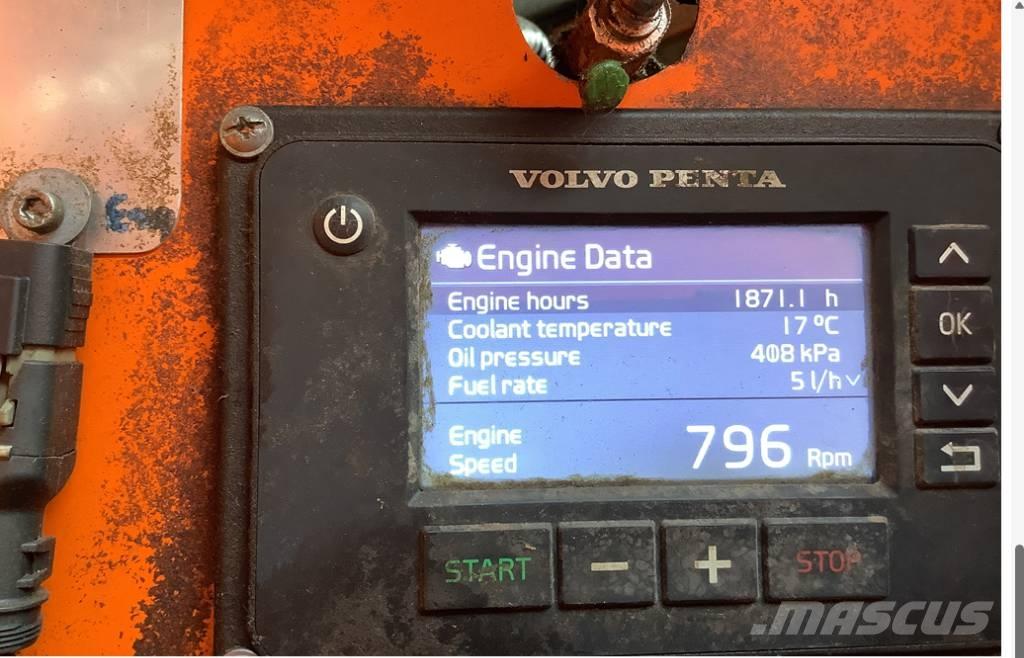 VOLVO PENTA
Engine Data
Engine hours 1871.1 h
Coolant temperature 17 ºC
Oil pressure 408 kPa
Fuel rate 5 l/h
Engine Speed 796 Rpm
OK
START − + STOP
.MASCUS